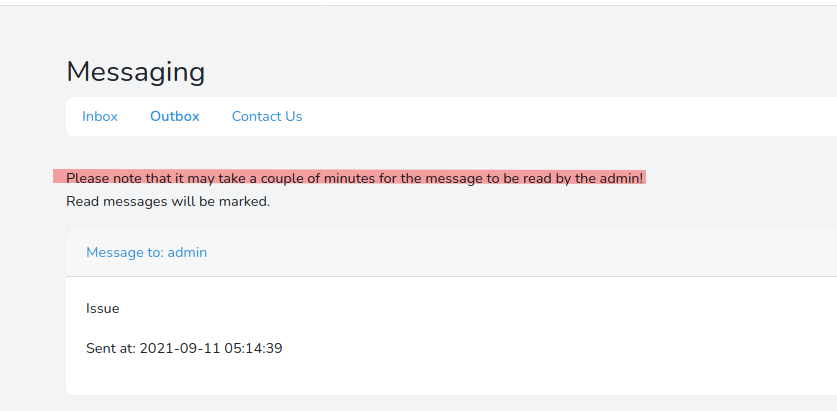 Messaging
Inbox Outbox Contact Us
Please note that it may take a couple of minutes for the message to be read by the admin!
Read messages will be marked.
Message to: admin
Issue
Sent at: 2021-09-11 05:14:39